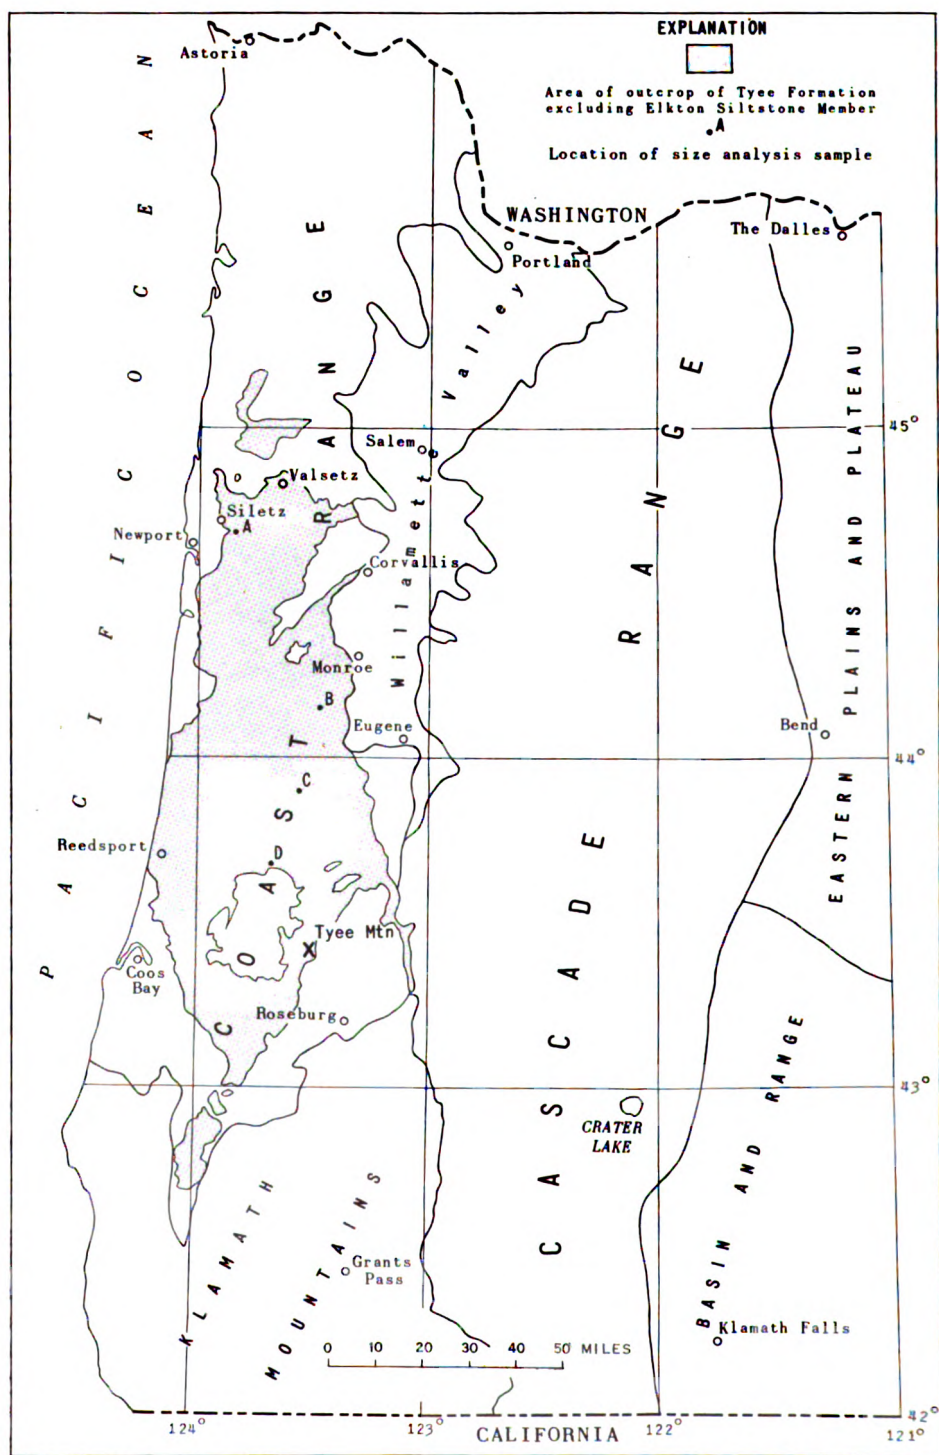 EXPLANATION
Area of outcrop of Tyee Formation
excluding Elkton Siltstone Member
A
Location of size analysis sample
Astoria
WASHINGTON
The Dalles
Portland
PACIFIC OCEAN
COAST RANGE
Willamette Valley
CASCADE RANGE
EASTERN PLAINS AND PLATEAU
45°
Salem
Valsetz
Siletz
A
Newport
Corvallis
Monroe
B
Eugene
Bend
44°
C
Reedsport
D
Tyee Mtn
X
Coos
Bay
Roseburg
43°
CRATER
LAKE
KLAMATH
MOUNTAINS
BASIN AND RANGE
Grants
Pass
Klamath Falls
0 10 20 30 40 50 MILES
42°
124° 123° 122° 121°
CALIFORNIA